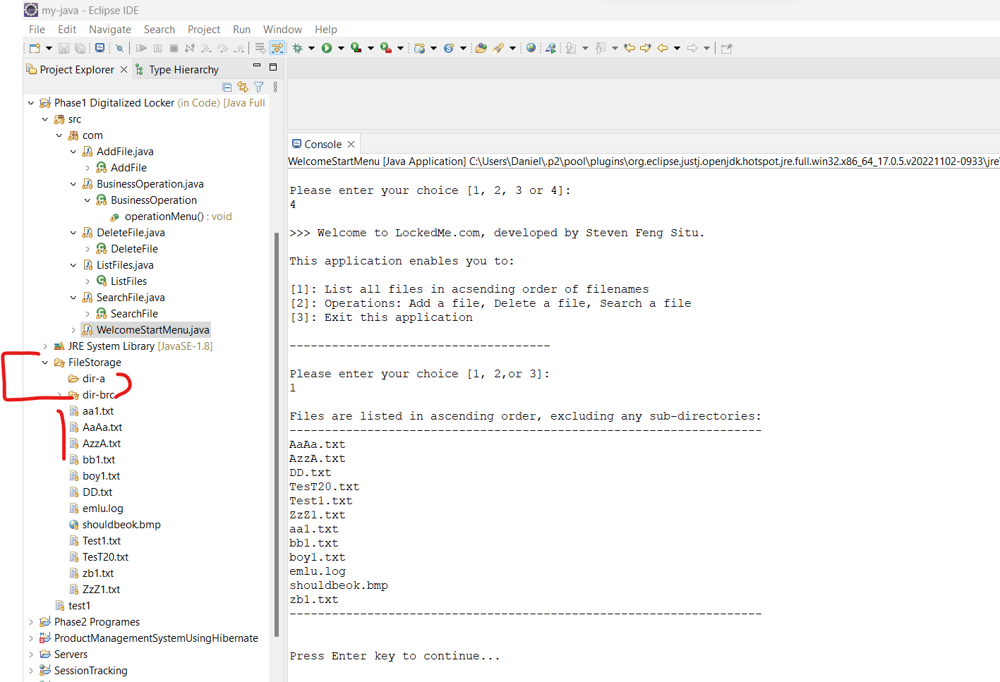 my-java - Eclipse IDE
File Edit Navigate Search Project Run Window Help
Project Explorer Type Hierarchy
Phase1 Digitalized Locker (in Code) [Java Full
src
com
AddFile.java
AddFile
BusinessOperation.java
BusinessOperation
operationMenu() : void
DeleteFile.java
DeleteFile
ListFiles.java
ListFiles
SearchFile.java
SearchFile
WelcomeStartMenu.java
JRE System Library [JavaSE-1.8]
FileStorage
dir-a
dir-brc
aa1.txt
AaAa.txt
AzzA.txt
bb1.txt
boy1.txt
DD.txt
emlu.log
shouldbeok.bmp
Test1.txt
TesT20.txt
zb1.txt
ZzZ1.txt
test1
Phase2 Programes
ProductManagementSystemUsingHibernate
Servers
SessionTracking
Console
WelcomeStartMenu [Java Application] C:\Users\Daniel\.p2\pool\plugins\org.eclipse.justj.openjdk.hotspot.jre.full.win32.x86_64_17.0.5.v20221102-0933\jre\
Please enter your choice [1, 2, 3 or 4]:
4
>>> Welcome to LockedMe.com, developed by Steven Feng Situ.
This application enables you to:
[1]: List all files in acsending order of filenames
[2]: Operations: Add a file, Delete a file, Search a file
[3]: Exit this application
-------------------------------------
Please enter your choice [1, 2,or 3]:
1
Files are listed in ascending order, excluding any sub-directories:
-------------------------------------------------------------------
AaAa.txt
AzzA.txt
DD.txt
TesT20.txt
Test1.txt
ZzZ1.txt
aa1.txt
bb1.txt
boy1.txt
emlu.log
shouldbeok.bmp
zb1.txt
-------------------------------------------------------------------
Press Enter key to continue...